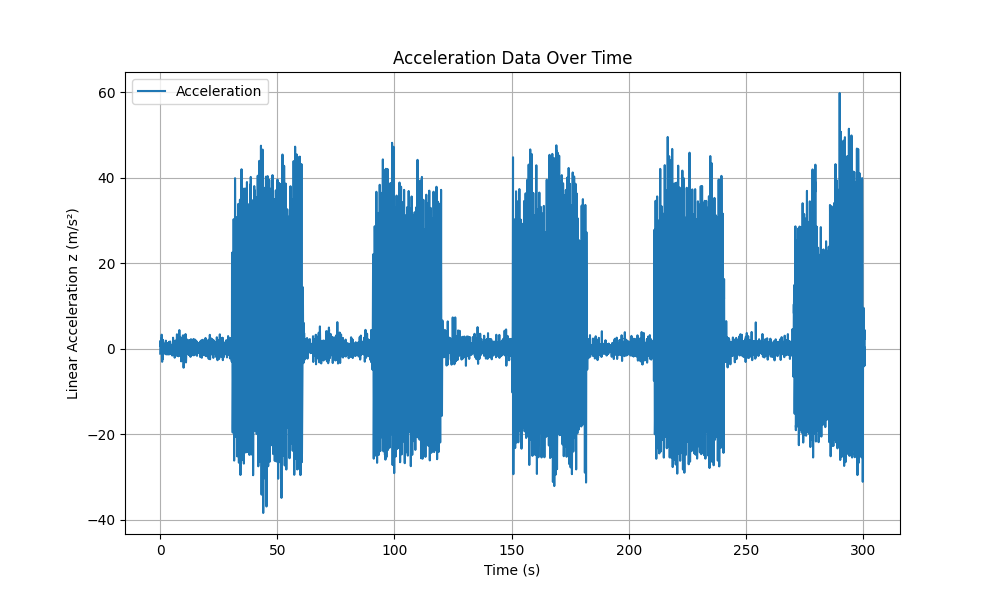 Acceleration Data Over Time
Acceleration
60
40
20
0
−20
−40
Linear Acceleration z (m/s²)
0 50 100 150 200 250 300
Time (s)